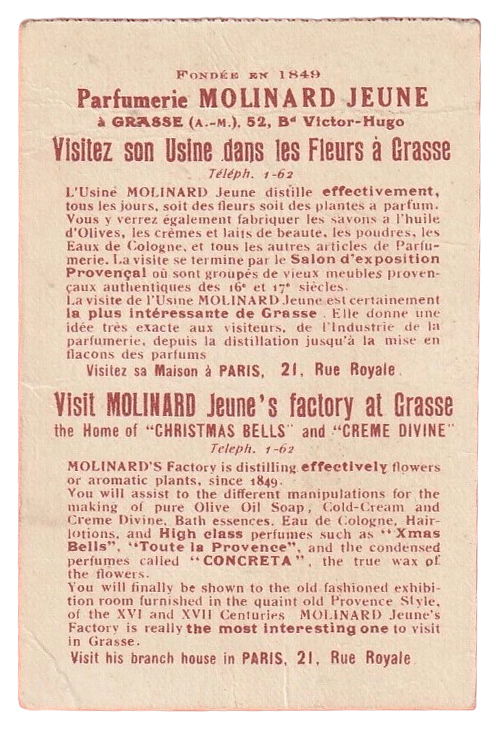 FONDÉE EN 1849
Parfumerie MOLINARD JEUNE
à GRASSE (A.-M.), 52, Bd Victor-Hugo
Visitez son Usine dans les Fleurs à Grasse
Téléph. 1-62
L'Usine MOLINARD Jeune distille effectivement,
tous les jours, soit des fleurs soit des plantes a parfum.
Vous y verrez également fabriquer les savons a l'huile
d'Olives, les crèmes et laits de beaute, les poudres, les
Eaux de Cologne, et tous les autres articles de Parfu-
merie. La visite se termine par le Salon d'exposition
Provençal où sont groupés de vieux meubles proven-
çaux authentiques des 16e et 17e siècles.
La visite de l'Usine MOLINARD Jeune est certainement
la plus intéressante de Grasse. Elle donne une
idée très exacte aux visiteurs, de l'Industrie de la
parfumerie, depuis la distillation jusqu'à la mise en
flacons des parfums
Visitez sa Maison à PARIS, 21, Rue Royale
Visit MOLINARD Jeune's factory at Grasse
the Home of "CHRISTMAS BELLS" and "CREME DIVINE"
Teleph. 1-62
MOLINARD'S Factory is distilling effectively flowers
or aromatic plants, since 1849.
You will assist to the different manipulations for the
making of pure Olive Oil Soap, Cold-Cream and
Creme Divine, Bath essences, Eau de Cologne, Hair-
lotions, and High class perfumes such as "Xmas
Bells", "Toute la Provence", and the condensed
perfumes called "CONCRETA", the true wax of
the flowers.
You will finally be shown to the old fashioned exhibi-
tion room furnished in the quaint old Provence Style,
of the XVI and XVII Centuries MOLINARD Jeune's
Factory is really the most interesting one to visit
in Grasse.
Visit his branch house in PARIS, 21, Rue Royale